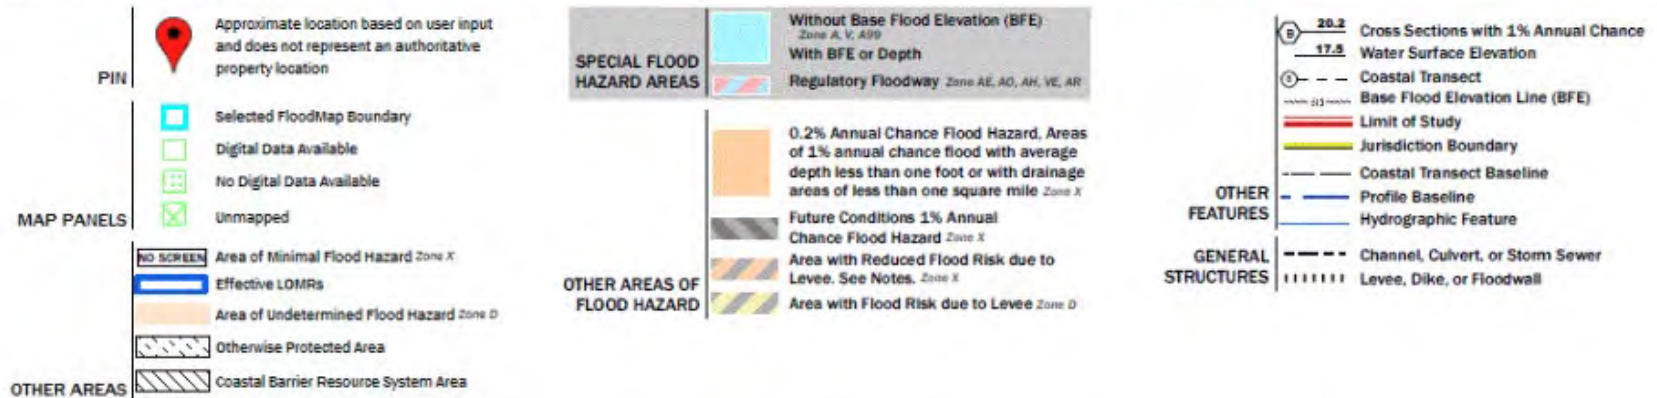 PIN
Approximate location based on user input
and does not represent an authoritative
property location
MAP PANELS
Selected FloodMap Boundary
Digital Data Available
No Digital Data Available
Unmapped
OTHER AREAS
NO SCREEN Area of Minimal Flood Hazard Zone X
Effective LOMRs
Area of Undetermined Flood Hazard Zone D
Otherwise Protected Area
Coastal Barrier Resource System Area
SPECIAL FLOOD
HAZARD AREAS
Without Base Flood Elevation (BFE)
Zone A, V, A99
With BFE or Depth
Regulatory Floodway Zone AE, AO, AH, VE, AR
OTHER AREAS OF
FLOOD HAZARD
0.2% Annual Chance Flood Hazard, Areas
of 1% annual chance flood with average
depth less than one foot or with drainage
areas of less than one square mile Zone X
Future Conditions 1% Annual
Chance Flood Hazard Zone X
Area with Reduced Flood Risk due to
Levee. See Notes. Zone X
Area with Flood Risk due to Levee Zone D
OTHER
FEATURES
B 20.2 Cross Sections with 1% Annual Chance
17.5 Water Surface Elevation
Coastal Transect
513 Base Flood Elevation Line (BFE)
Limit of Study
Jurisdiction Boundary
Coastal Transect Baseline
Profile Baseline
Hydrographic Feature
GENERAL
STRUCTURES
Channel, Culvert, or Storm Sewer
Levee, Dike, or Floodwall